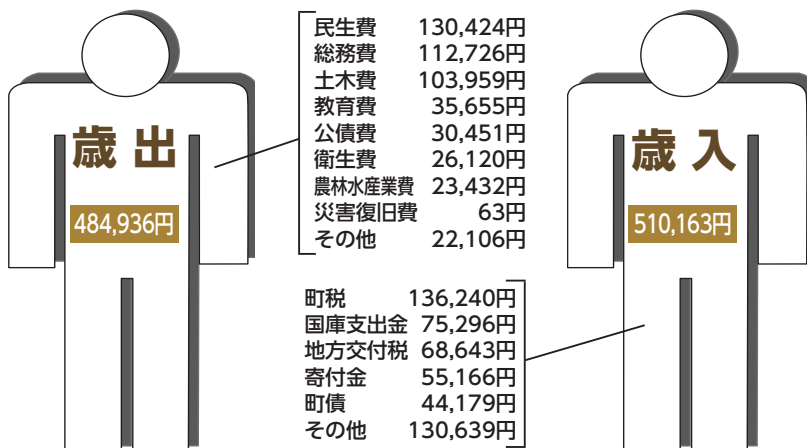 歳出
484,936円
民生費 130,424円
総務費 112,726円
土木費 103,959円
教育費 35,655円
公債費 30,451円
衛生費 26,120円
農林水産業費 23,432円
災害復旧費 63円
その他 22,106円
町税 136,240円
国庫支出金 75,296円
地方交付税 68,643円
寄付金 55,166円
町債 44,179円
その他 130,639円
歳入
510,163円